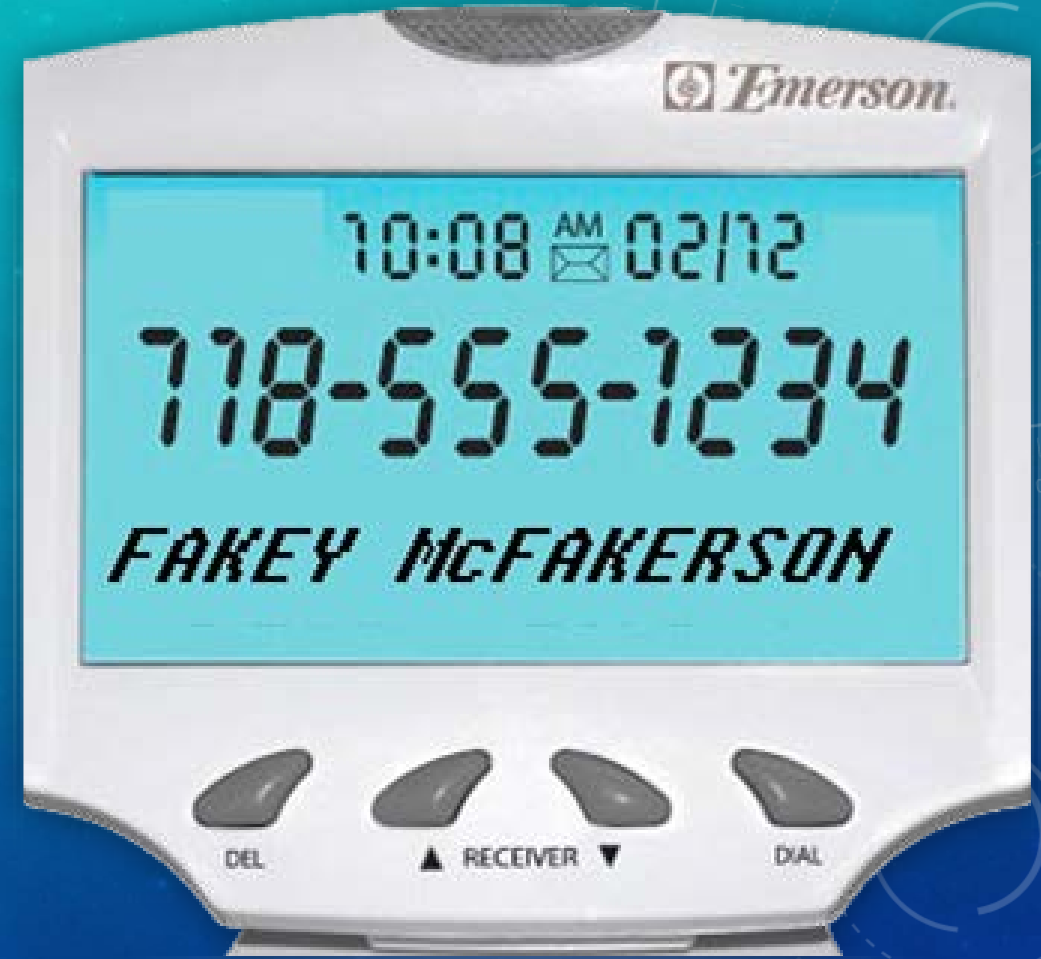 Emerson.
10:08 AM 02/12
718-555-1234
FAKEY McFAKERSON
DEL ▲ RECEIVER ▼ DIAL